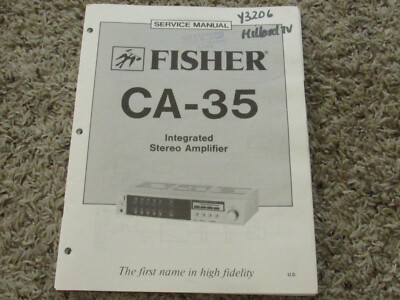 SERVICE MANUAL
Y3206
FISHER
CA-35
Integrated
Stereo Amplifier
The first name in high fidelity